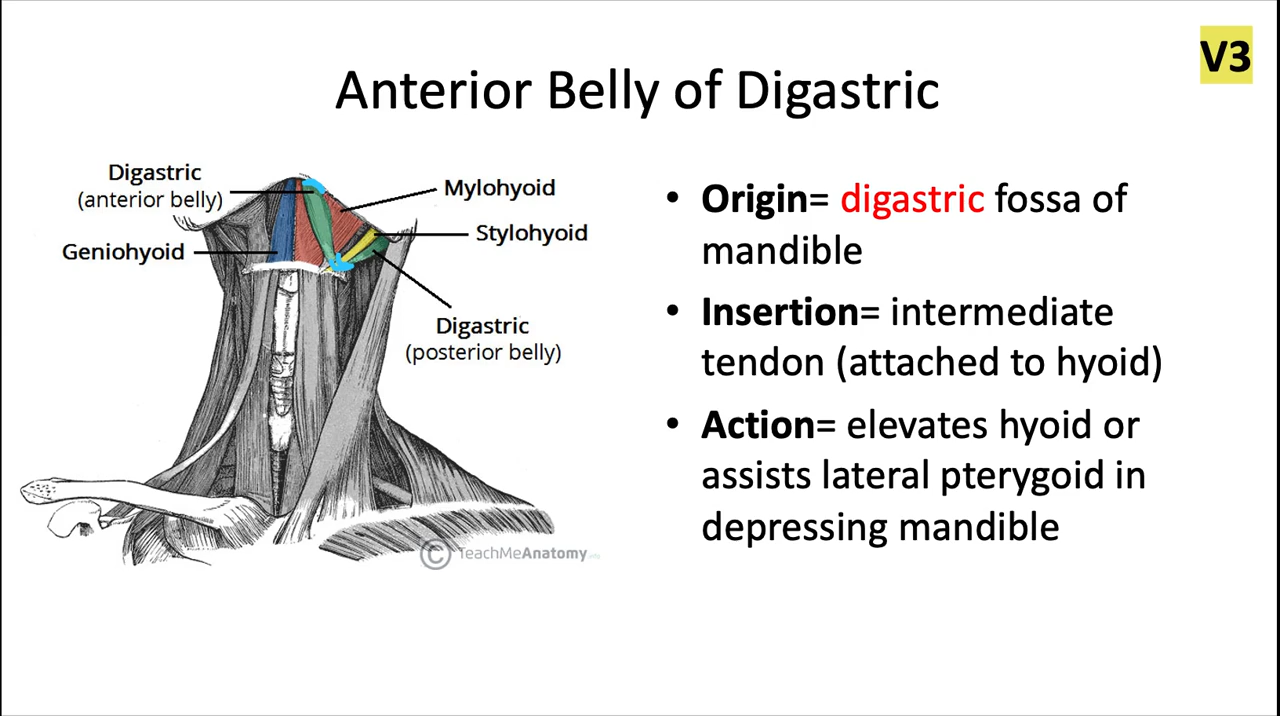 V3
Anterior Belly of Digastric
Digastric
(anterior belly)
Mylohyoid
Stylohyoid
Geniohyoid
Digastric
(posterior belly)
© TeachMeAnatomy
• Origin= digastric fossa of
mandible
• Insertion= intermediate
tendon (attached to hyoid)
• Action= elevates hyoid or
assists lateral pterygoid in
depressing mandible